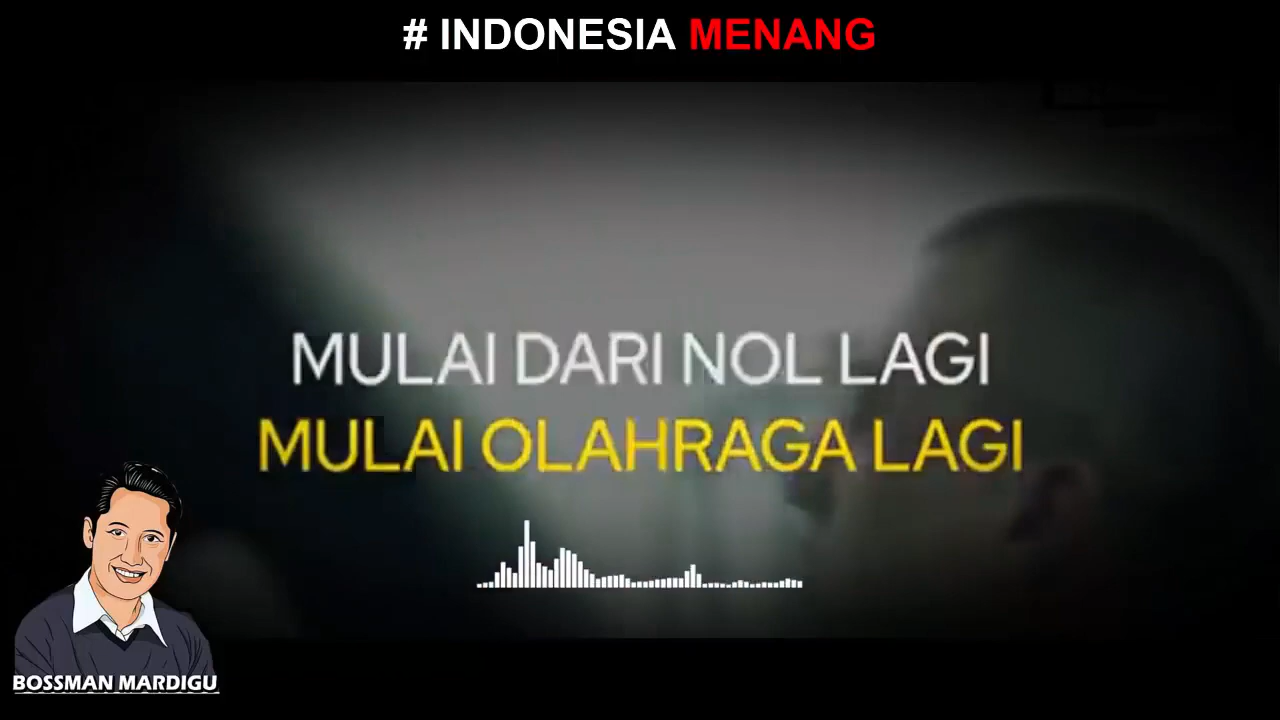 # INDONESIA MENANG
MULAI DARI NOL LAGI
MULAI OLAHRAGA LAGI
BOSSMAN MARDIGU